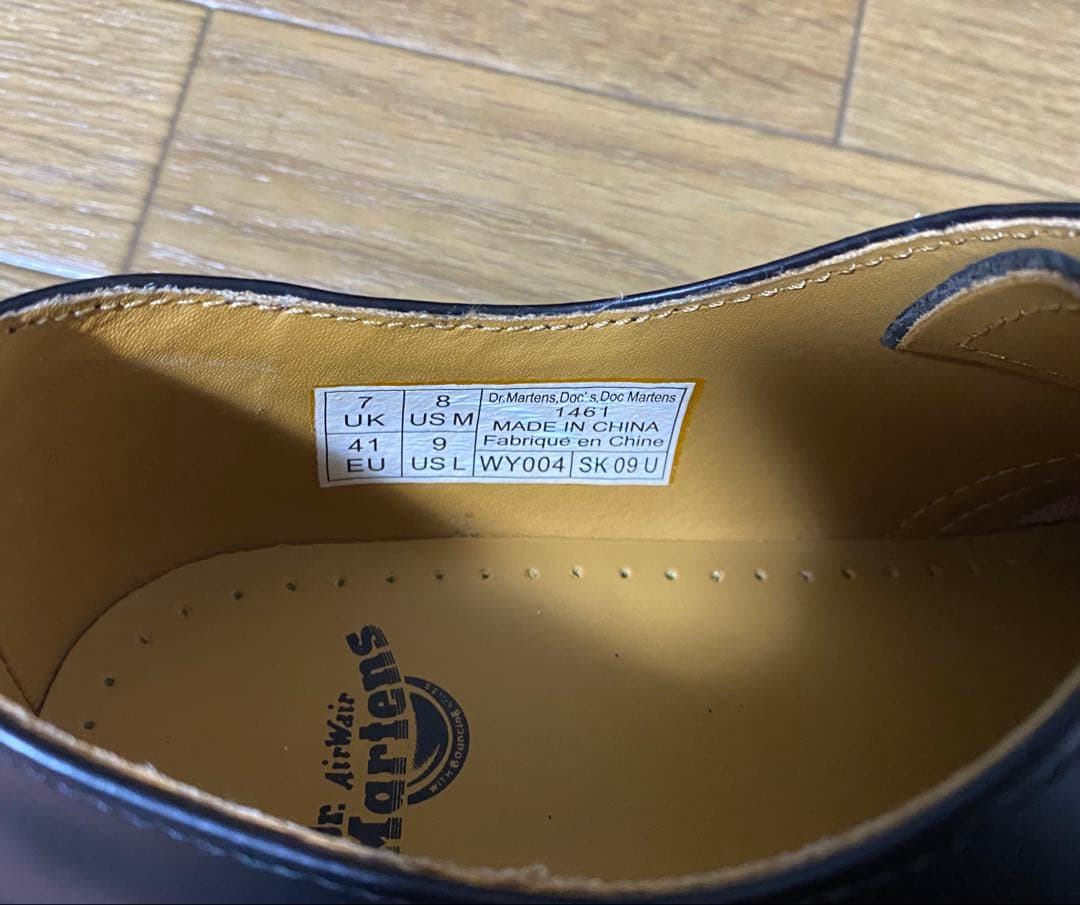 7
UK
8
US M
41
EU
9
US L
Dr.Martens,Doc's,Doc Martens
1461
MADE IN CHINA
Fabriqué en Chine
WY004
SK 09 U
Dr. AirWair
Martens
WITH Bouncing